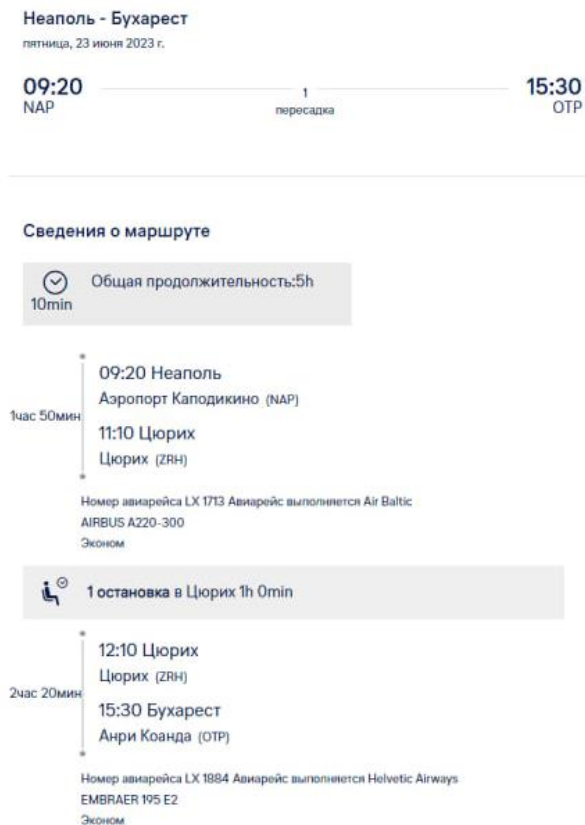 Неаполь - Бухарест
пятница, 23 июня 2023 г.
09:20
15:30
NAP
1
пересадка
OTP
Сведения о маршруте
Общая продолжительность:5h
10min
09:20 Неаполь
Аэропорт Каподикино (NAP)
1час 50мин
11:10 Цюрих
Цюрих (ZRH)
Номер авиарейса LX 1713 Авиарейс выполняется Air Baltic
AIRBUS A220-300
Эконом
1 остановка в Цюрих 1h 0min
12:10 Цюрих
Цюрих (ZRH)
2час 20мин
15:30 Бухарест
Анри Коанда (OTP)
Номер авиарейса LX 1884 Авиарейс выполняется Helvetic Airways
EMBRAER 195 E2
Эконом